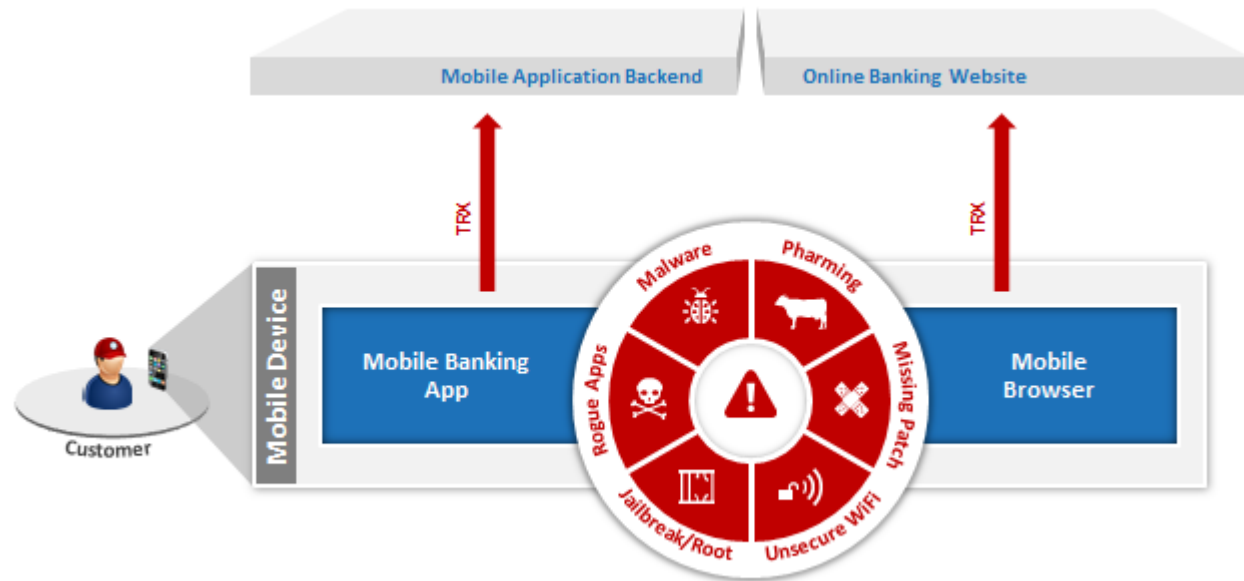 Mobile Application Backend
Online Banking Website
TRX
TRX
Malware
Pharming
Mobile Device
Mobile Banking
App
Rogue Apps
Missing Patch
Mobile
Browser
Customer
Jailbreak/Root
Unsecure WiFi